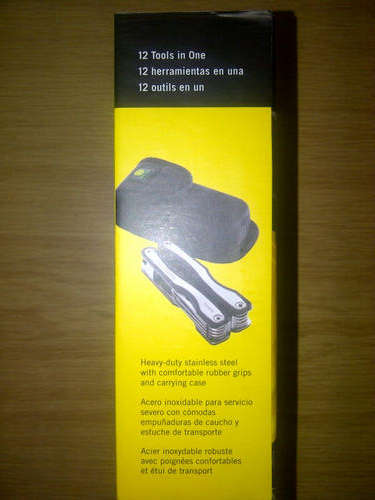 12 Tools in One
12 herramientas en una
12 outils en un
Heavy-duty stainless steel
with comfortable rubber grips
and carrying case
Acero inoxidable para servicio
severo con cómodas
empuñaduras de caucho y
estuche de transporte
Acier inoxydable robuste
avec poignées confortables
et étui de transport